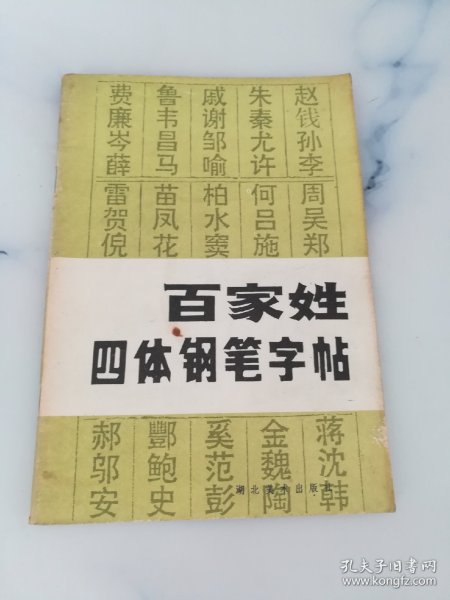 赵钱孙李
周吴郑
朱秦尤许
何吕施
戚谢邹喻
柏水窦
鲁韦昌马
苗凤花
费廉岑薛
雷贺倪
百家姓
四体钢笔字帖
蒋沈韩
金魏陶
奚范彭
酆鲍史
郝邬安
湖北美术出版社
孔夫子旧书网
www.kongfz.com